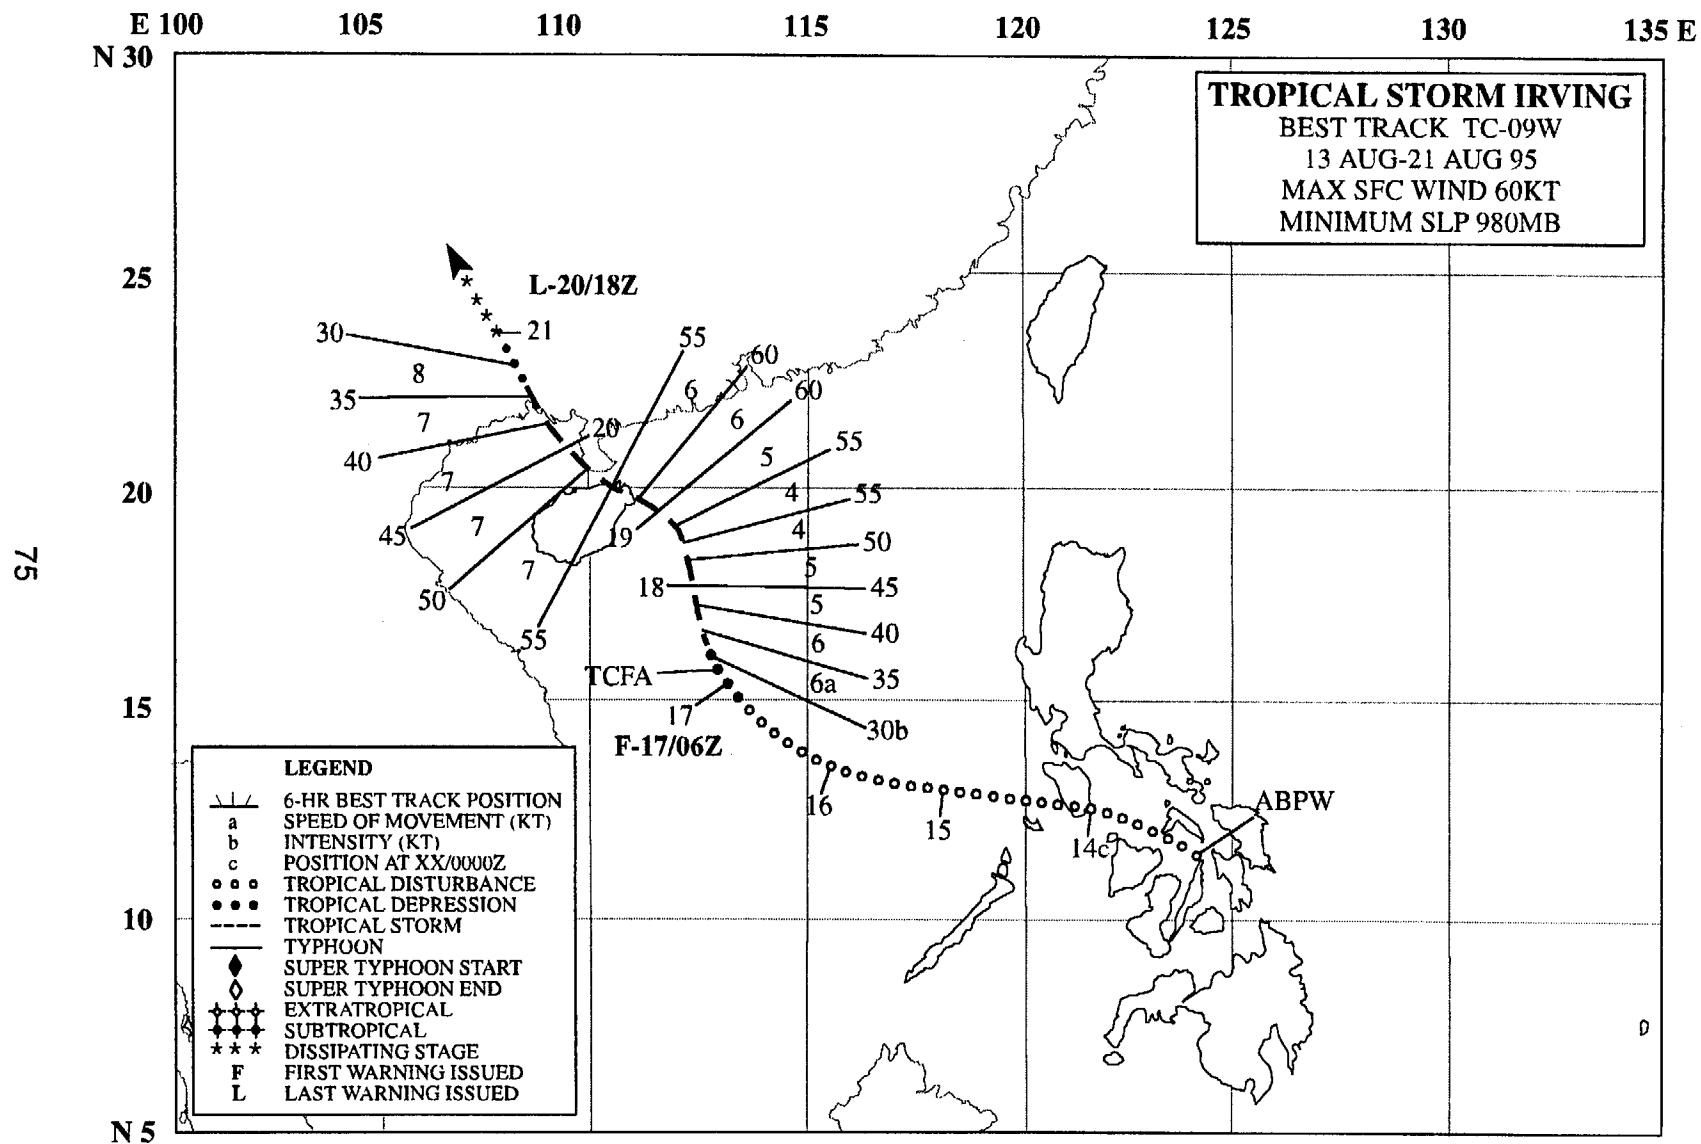 E 100 105 110 115 120 125 130 135 E
N 30
TROPICAL STORM IRVING
BEST TRACK TC-09W
13 AUG-21 AUG 95
MAX SFC WIND 60KT
MINIMUM SLP 980MB
25
L-20/18Z
30
21
55
60
8
35
6
60
7
6
20
55
40
5
7
20
4
55
7
19
4
50
45
7
5
18
45
50
5
40
55
6
TCFA
6a
35
15
17
30b
F-17/06Z
16
15
14c
ABPW
LEGEND
6-HR BEST TRACK POSITION
a SPEED OF MOVEMENT (KT)
b INTENSITY (KT)
c POSITION AT XX/0000Z
TROPICAL DISTURBANCE
TROPICAL DEPRESSION
TROPICAL STORM
TYPHOON
SUPER TYPHOON START
SUPER TYPHOON END
EXTRATROPICAL
SUBTROPICAL
* * * DISSIPATING STAGE
F FIRST WARNING ISSUED
L LAST WARNING ISSUED
10
N 5
75